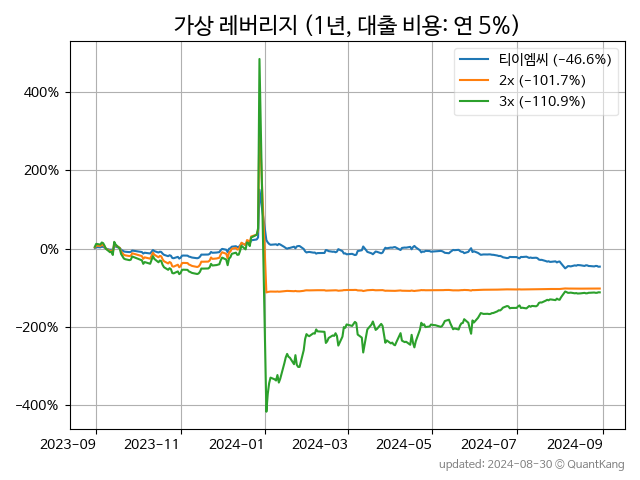 가상 레버리지 (1년, 대출 비용: 연 5%)
티이엠씨 (-46.6%)
2x (-101.7%)
3x (-110.9%)
400%
200%
0%
−200%
−400%
2023-09 2023-11 2024-01 2024-03 2024-05 2024-07 2024-09
updated: 2024-08-30 © QuantKang